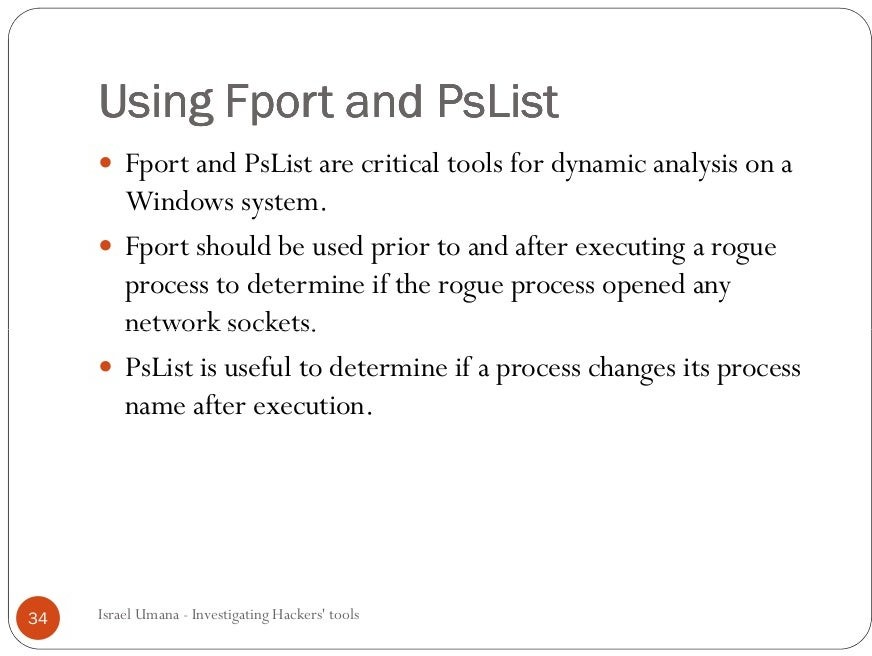 Using Fport and PsList
• Fport and PsList are critical tools for dynamic analysis on a
Windows system.
• Fport should be used prior to and after executing a rogue
process to determine if the rogue process opened any
network sockets.
• PsList is useful to determine if a process changes its process
name after execution.
34
Israel Umana - Investigating Hackers' tools